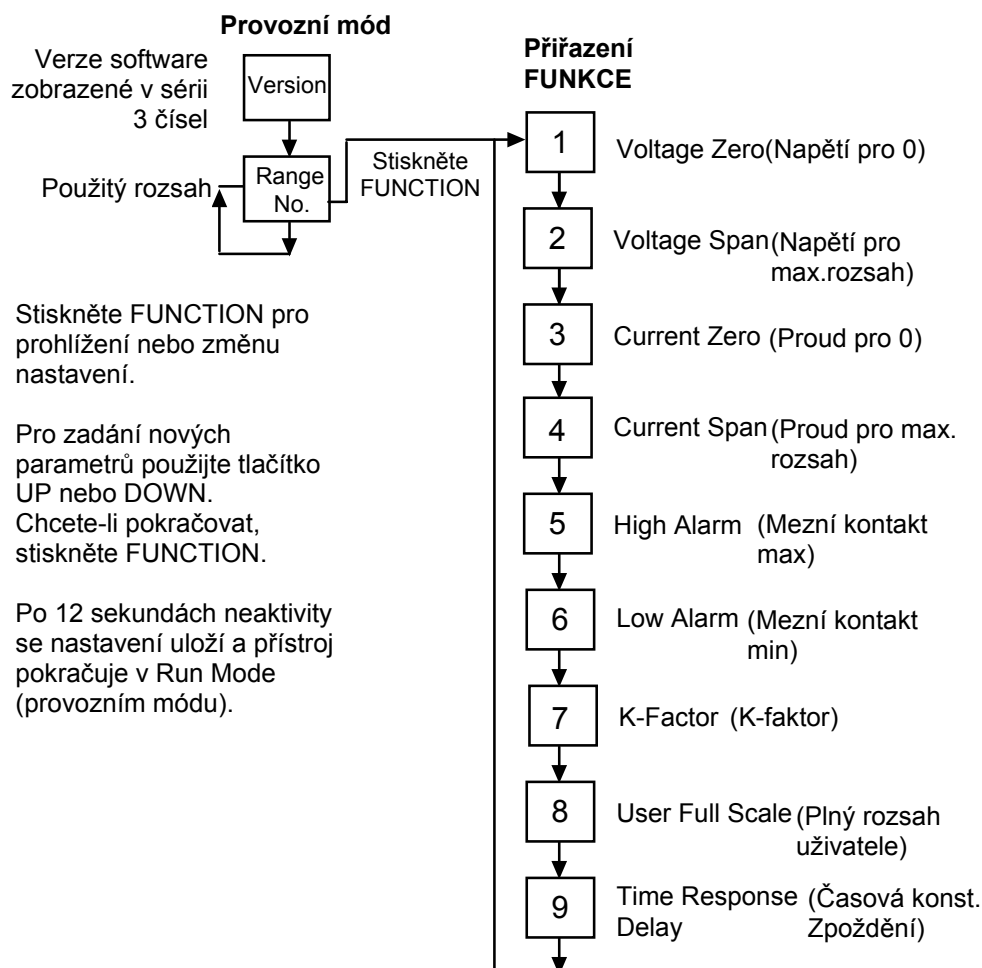 Provozní mód
Verze software
zobrazené v sérii
3 čísel
Version
Použitý rozsah
Range
No.
Stiskněte
FUNCTION
Stiskněte FUNCTION pro
prohlížení nebo změnu
nastavení.
Pro zadání nových
parametrů použijte tlačítko
UP nebo DOWN.
Chcete-li pokračovat,
stiskněte FUNCTION.
Po 12 sekundách neaktivity
se nastavení uloží a přístroj
pokračuje v Run Mode
(provozním módu).
Přiřazení
FUNKCE
1 Voltage Zero(Napětí pro 0)
2 Voltage Span(Napětí pro
max.rozsah)
3 Current Zero (Proud pro 0)
4 Current Span(Proud pro max.
rozsah)
5 High Alarm (Mezní kontakt
max)
6 Low Alarm (Mezní kontakt
min)
7 K-Factor (K-faktor)
8 User Full Scale(Plný rozsah
uživatele)
9 Time Response (Časová konst.
Delay Zpoždění)